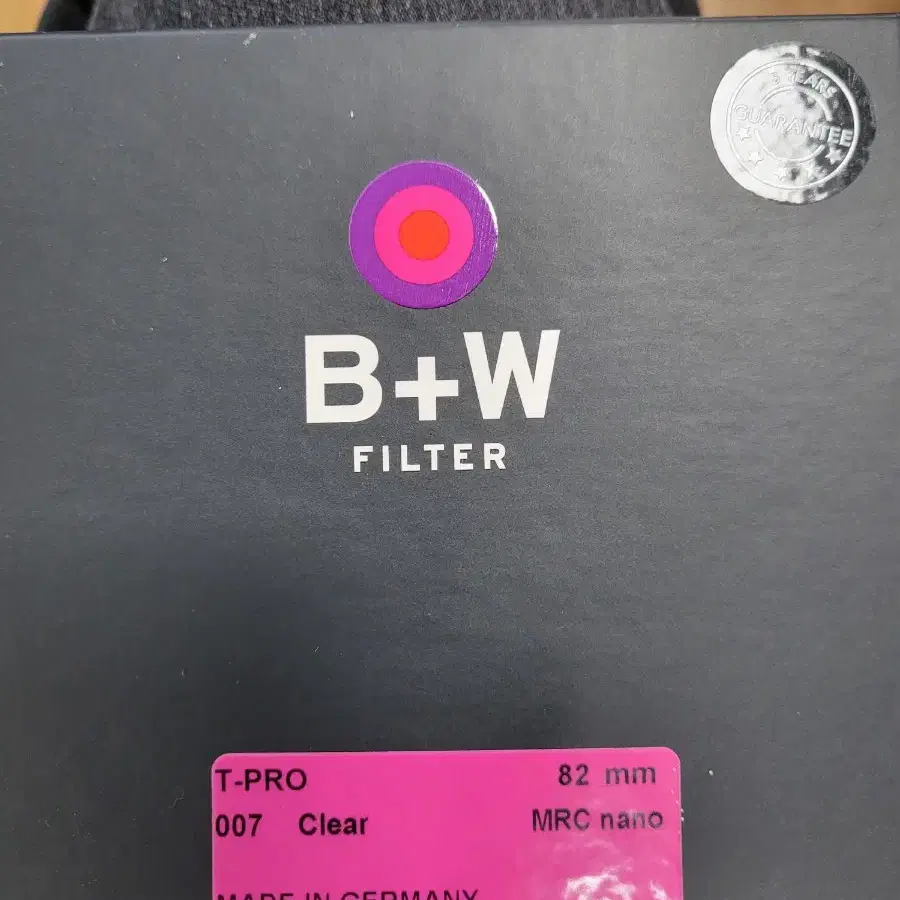 5 YEARS
GUARANTEE
B+W
FILTER
T-PRO 82 mm
007 Clear MRC nano
MADE IN GERMANY